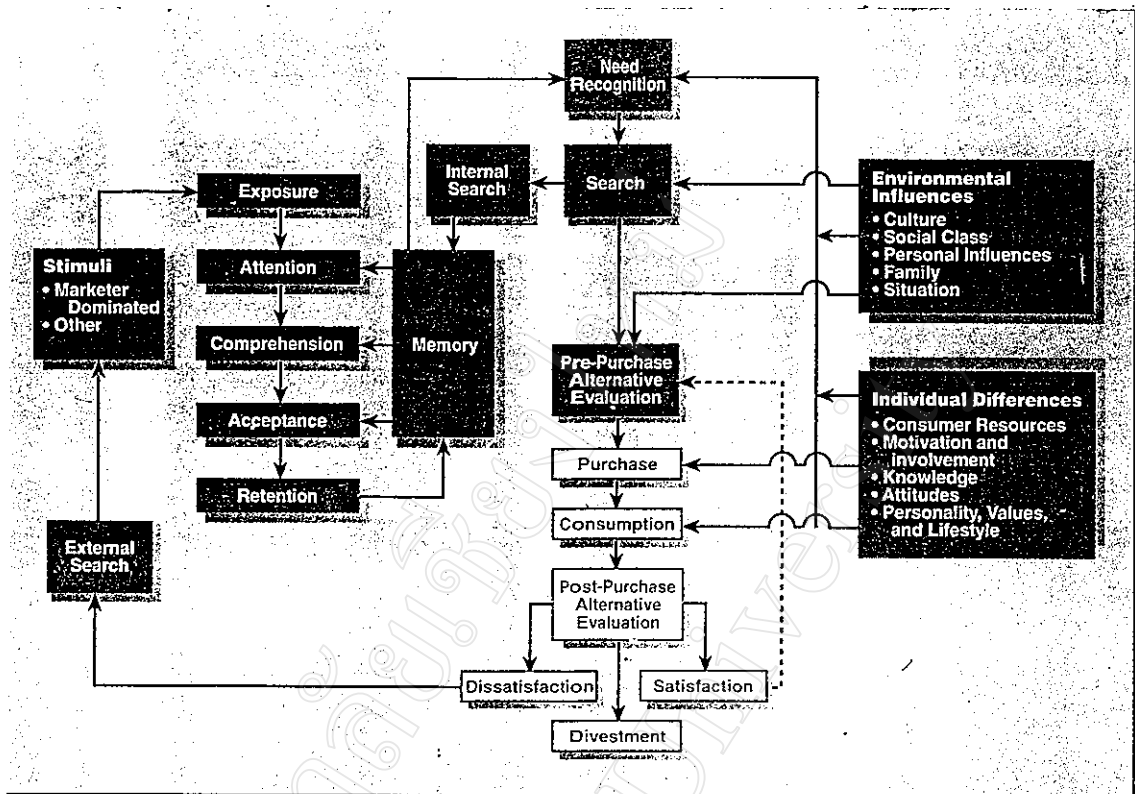 Need
Recognition
Internal
Search
Search
Exposure
Attention
Comprehension
Acceptance
Retention
Stimuli
• Marketer
Dominated
• Other
Memory
External
Search
Pre-Purchase
Alternative
Evaluation
Purchase
Consumption
Post-Purchase
Alternative
Evaluation
Dissatisfaction
Satisfaction
Divestment
Environmental
Influences
• Culture
• Social Class
• Personal Influences
• Family
• Situation
Individual Differences
• Consumer Resources
• Motivation and
involvement
• Knowledge
• Attitudes
• Personality, Values,
and Lifestyle